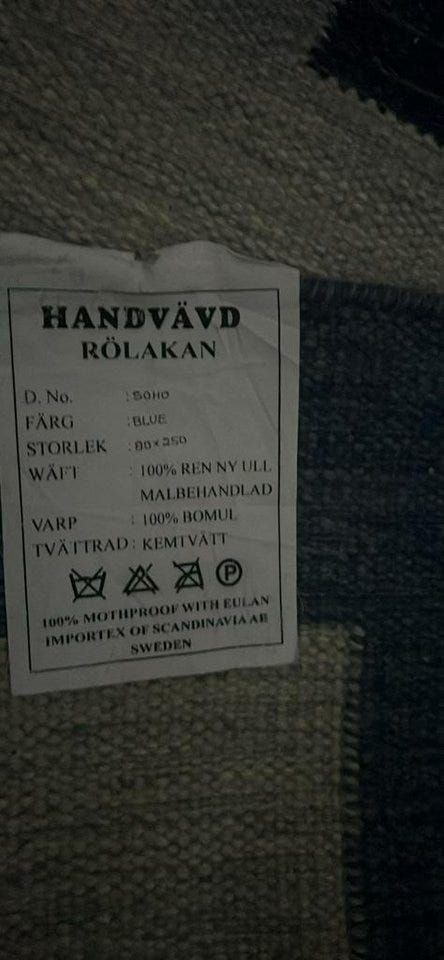 HANDVÄVD
RÖLAKAN
D. No. : SOHO
FÄRG : BLUE
STORLEK : 80×250
WÄFT : 100% REN NY ULL
MALBEHANDLAD
VARP : 100% BOMUL
TVÄTTRAD : KEMTVÄTT
P
100% MOTHPROOF WITH EULAN
IMPORTEX OF SCANDINAVIA AB
SWEDEN